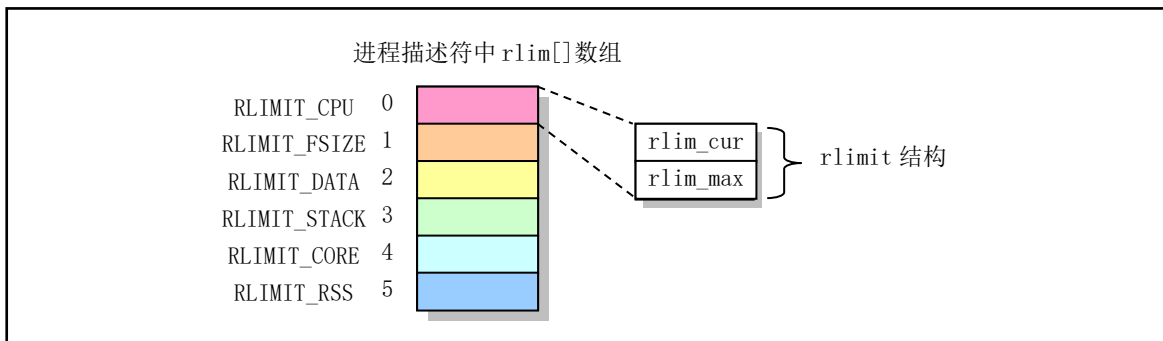 进程描述符中 rlim[]数组
RLIMIT_CPU 0
RLIMIT_FSIZE 1
RLIMIT_DATA 2
RLIMIT_STACK 3
RLIMIT_CORE 4
RLIMIT_RSS 5
rlim_cur
rlim_max
rlimit 结构